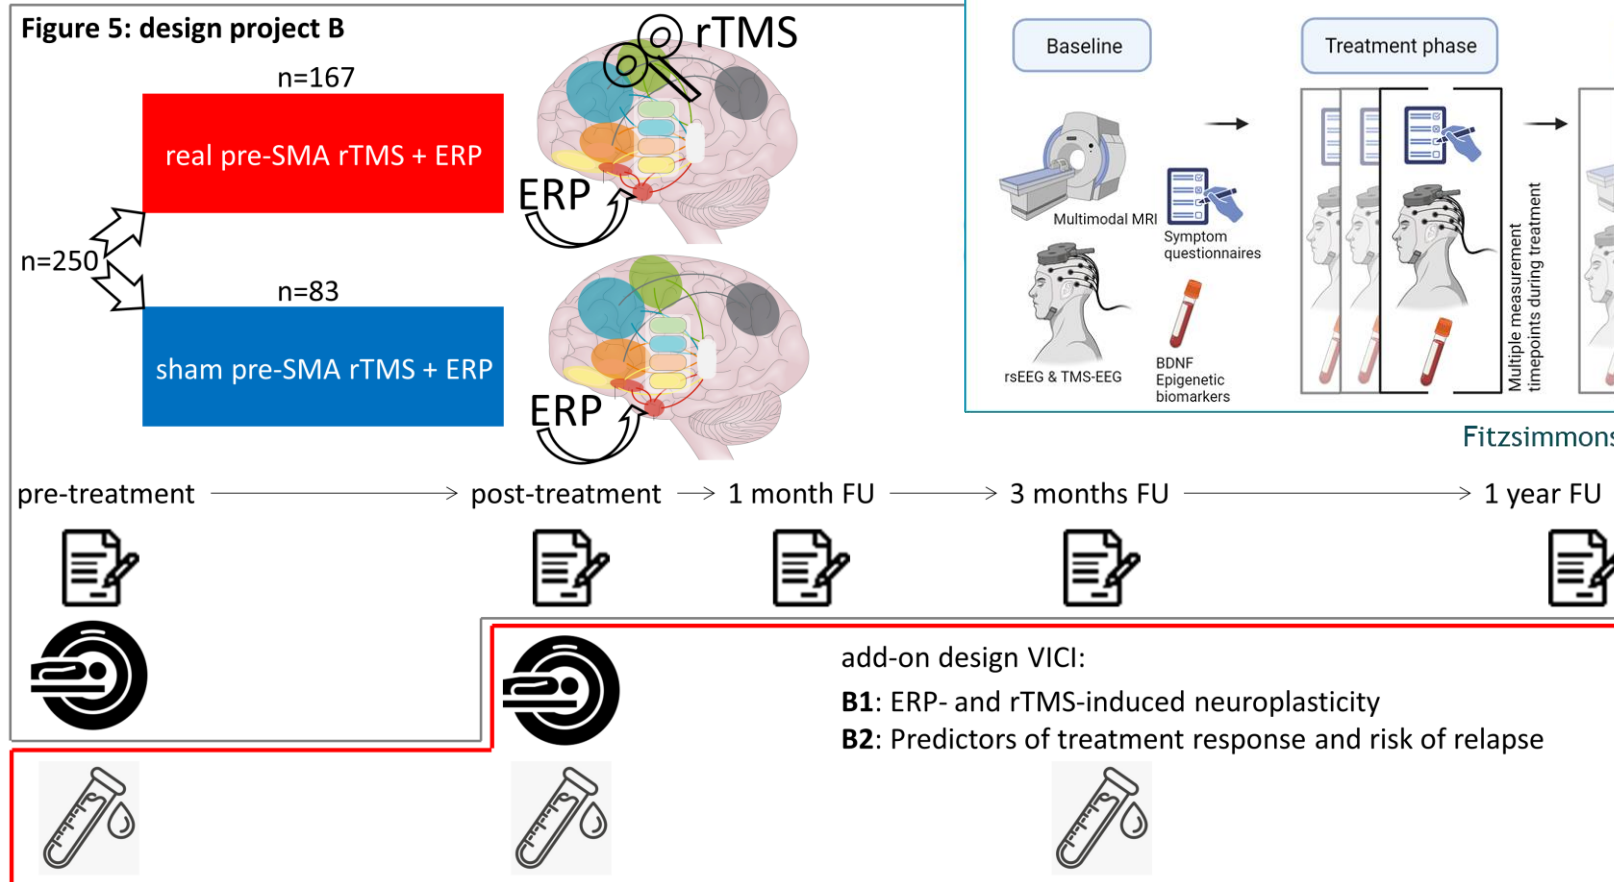 Figure 5: design project B
n=167
real pre-SMA rTMS + ERP
n=250
n=83
sham pre-SMA rTMS + ERP
rTMS
ERP
ERP
Baseline
Treatment phase
Multimodal MRI
Symptom
questionnaires
rsEEG & TMS-EEG
BDNF
Epigenetic
biomarkers
Multiple measurement
timepoints during treatment
Fitzsimmons
pre-treatment
post-treatment
1 month FU
3 months FU
1 year FU
add-on design VICI:
B1: ERP- and rTMS-induced neuroplasticity
B2: Predictors of treatment response and risk of relapse